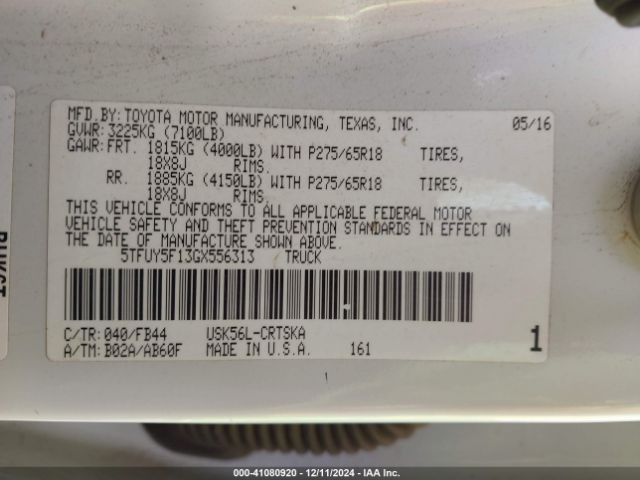 MFD.BY:TOYOTA MOTOR MANUFACTURING, TEXAS, INC. 05/16
GVWR:3225KG (7100LB)
GAWR:FRT. 1815KG (4000LB) WITH P275/65R18 TIRES,
18X8J RIMS.
RR. 1885KG (4150LB) WITH P275/65R18 TIRES,
18X8J RIMS.
THIS VEHICLE CONFORMS TO ALL APPLICABLE FEDERAL MOTOR
VEHICLE SAFETY AND THEFT PREVENTION STANDARDS IN EFFECT ON
THE DATE OF MANUFACTURE SHOWN ABOVE.
5TFUY5F13GX556313 TRUCK
C/TR:040/FB44 USK56L-CRTSKA
A/TM:B02A/AB60F MADE IN U.S.A. 161 1
000-41080920 - 12/11/2024 - IAA Inc.